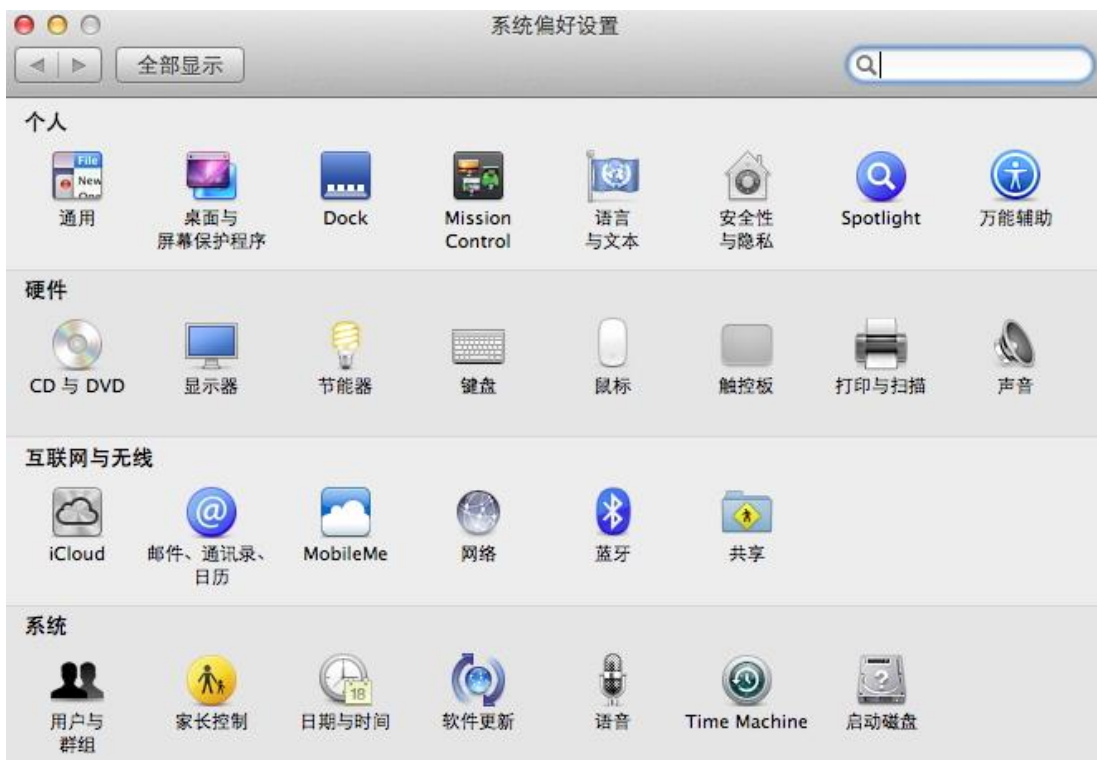 系统偏好设置
全部显示
个人
File
New
通用
桌面与
屏幕保护程序
Dock
Mission
Control
语言
与文本
安全性
与隐私
Spotlight
万能辅助
硬件
CD 与 DVD
显示器
节能器
键盘
鼠标
触控板
打印与扫描
声音
互联网与无线
iCloud
@
邮件、通讯录、
日历
MobileMe
网络
蓝牙
共享
系统
用户与
群组
家长控制
18
日期与时间
软件更新
语音
Time Machine
?
启动磁盘